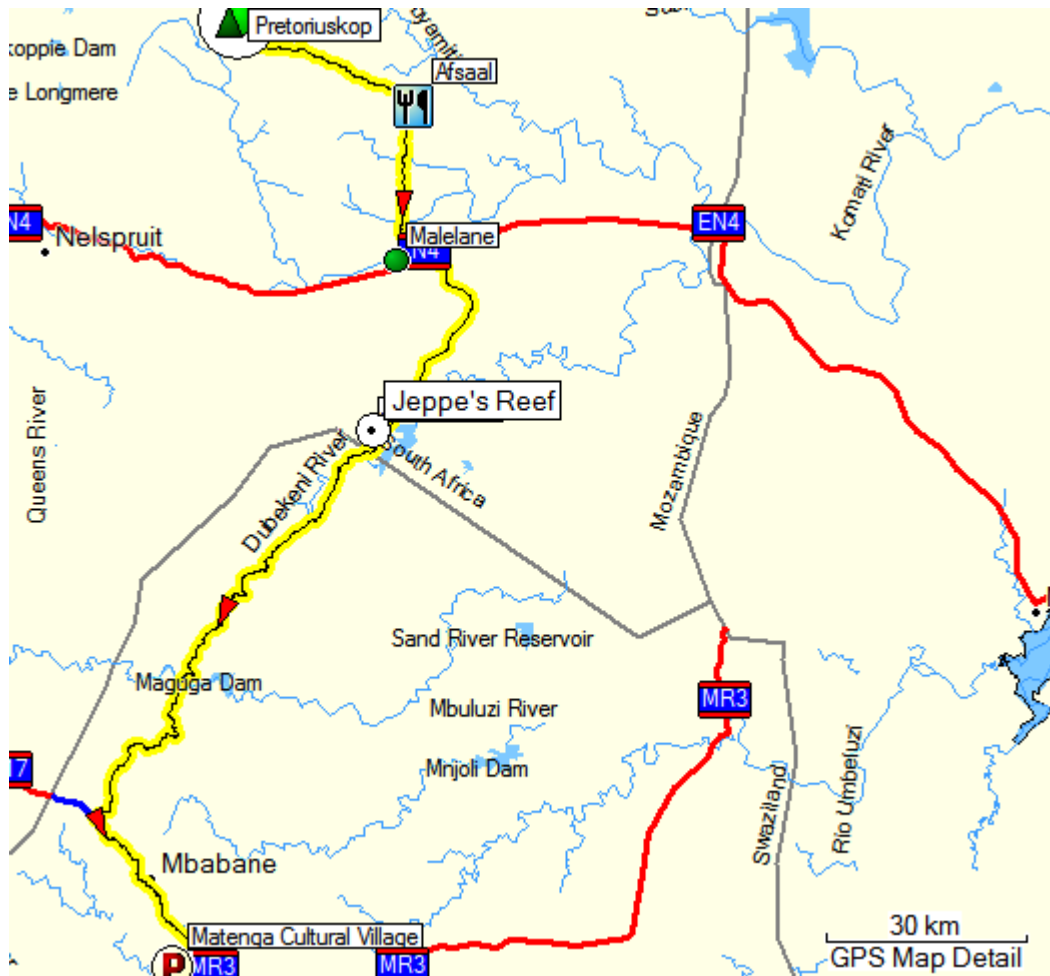 Pretoriuskop
koppie Dam
Afsaal
e Longmere
Komati River
N4
EN4
Nelspruit
Malelane
N4
Jeppe's Reef
Queens River
Dubekeni River
South Africa
Mozambique
Sand River Reservoir
Maguga Dam
Mbuluzi River
MR3
Mnjoli Dam
17
Swaziland
Rio Umbeluzi
Mbabane
30 km
Matenga Cultural Village
GPS Map Detail
P
MR3
MR3